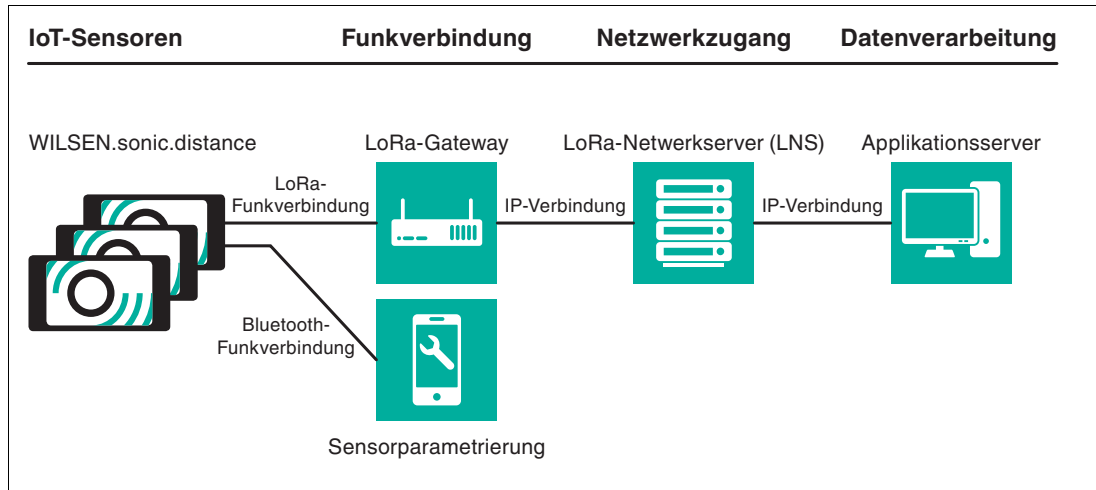 IoT-Sensoren Funkverbindung Netzwerkzugang Datenverarbeitung
WILSEN.sonic.distance LoRa-Gateway LoRa-Netwerkserver (LNS) Applikationsserver
LoRa-
Funkverbindung IP-Verbindung IP-Verbindung
Bluetooth-
Funkverbindung
Sensorparametrierung